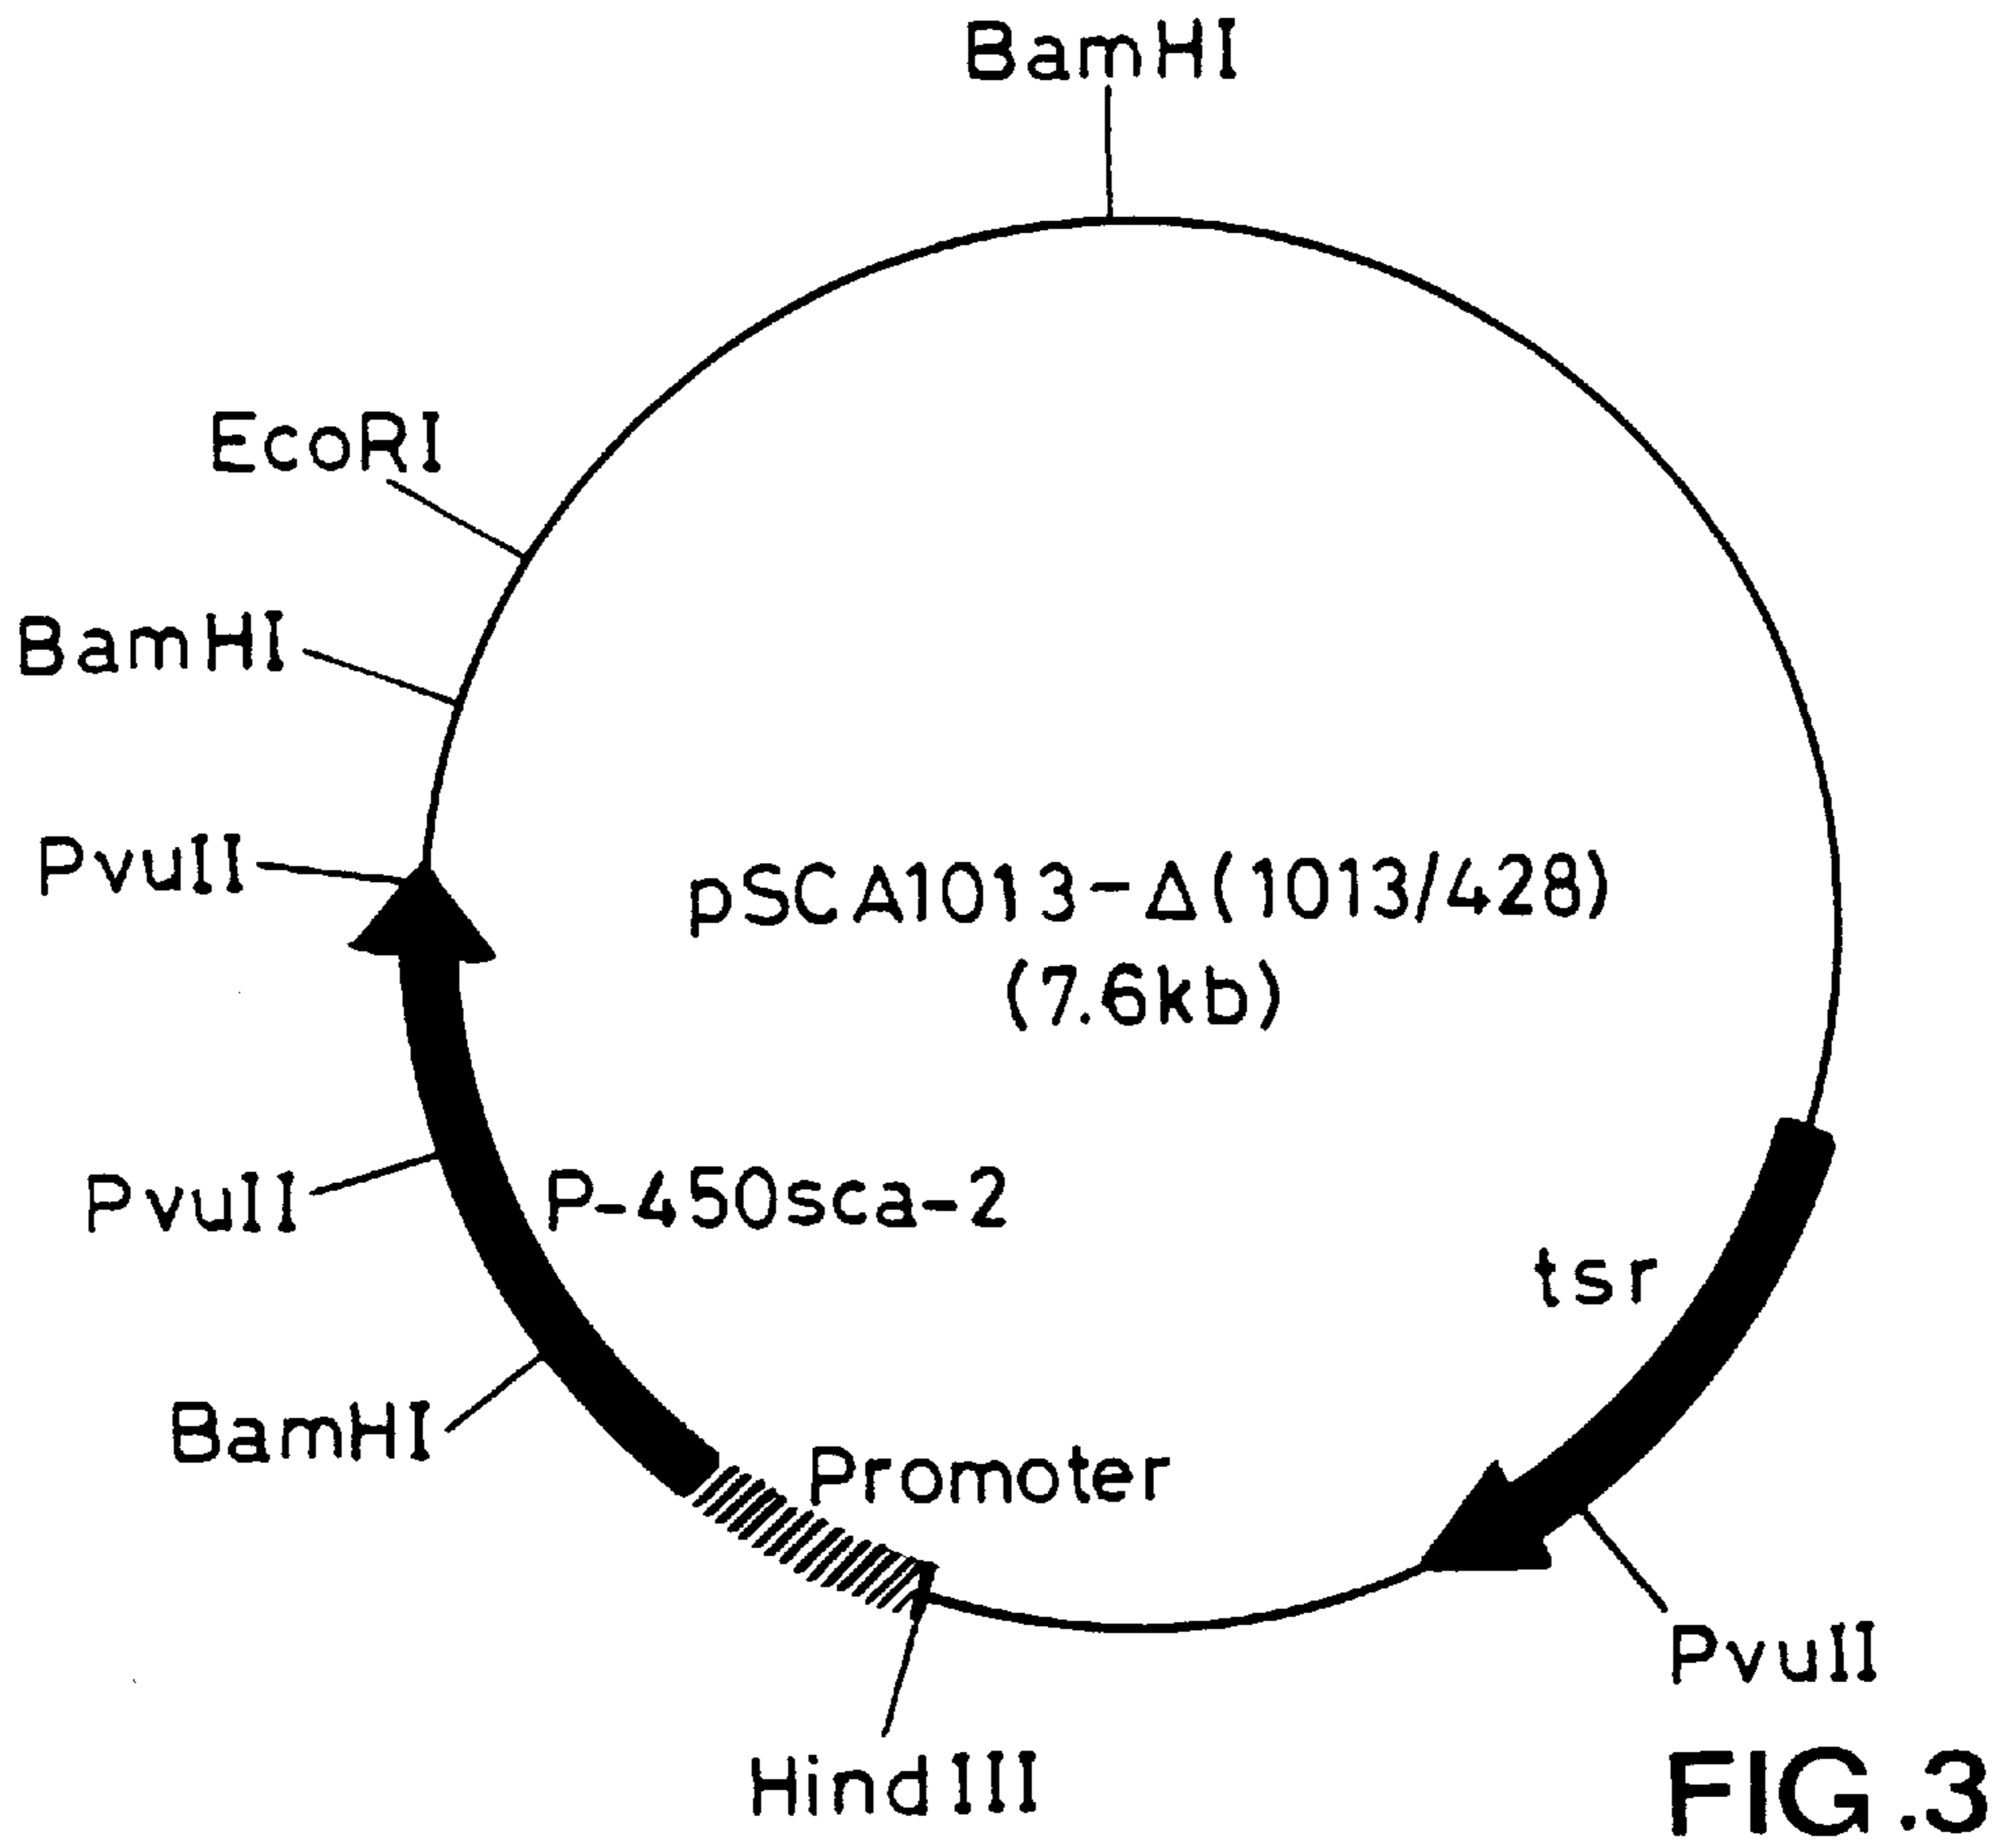 BamHI
EcoRI
BamHI
PvuII
pSCA1013-Δ(1013/428)
(7.6kb)
PvuII
P-450sca-2
tsr
BamHI
Promoter
PvuII
HindIII
FIG.3